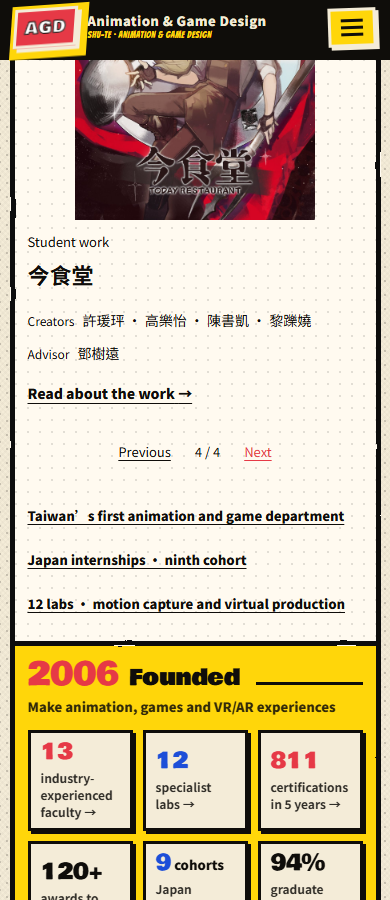 AGD
Animation & Game Design
SHU-TE • ANIMATION & GAME DESIGN
今食堂
TODAY RESTAURANT
Student work
今食堂
Creators 許瑗玶 · 高樂怡 · 陳書凱 · 黎躒嬈
Advisor 鄧樹遠
Read about the work →
Previous 4 / 4 Next
Taiwan’s first animation and game department
Japan internships · ninth cohort
12 labs · motion capture and virtual production
2006 Founded
Make animation, games and VR/AR experiences
13
industry-
experienced
faculty →
12
specialist
labs →
811
certifications
in 5 years →
120+
awards to
9 cohorts
Japan
94%
graduate